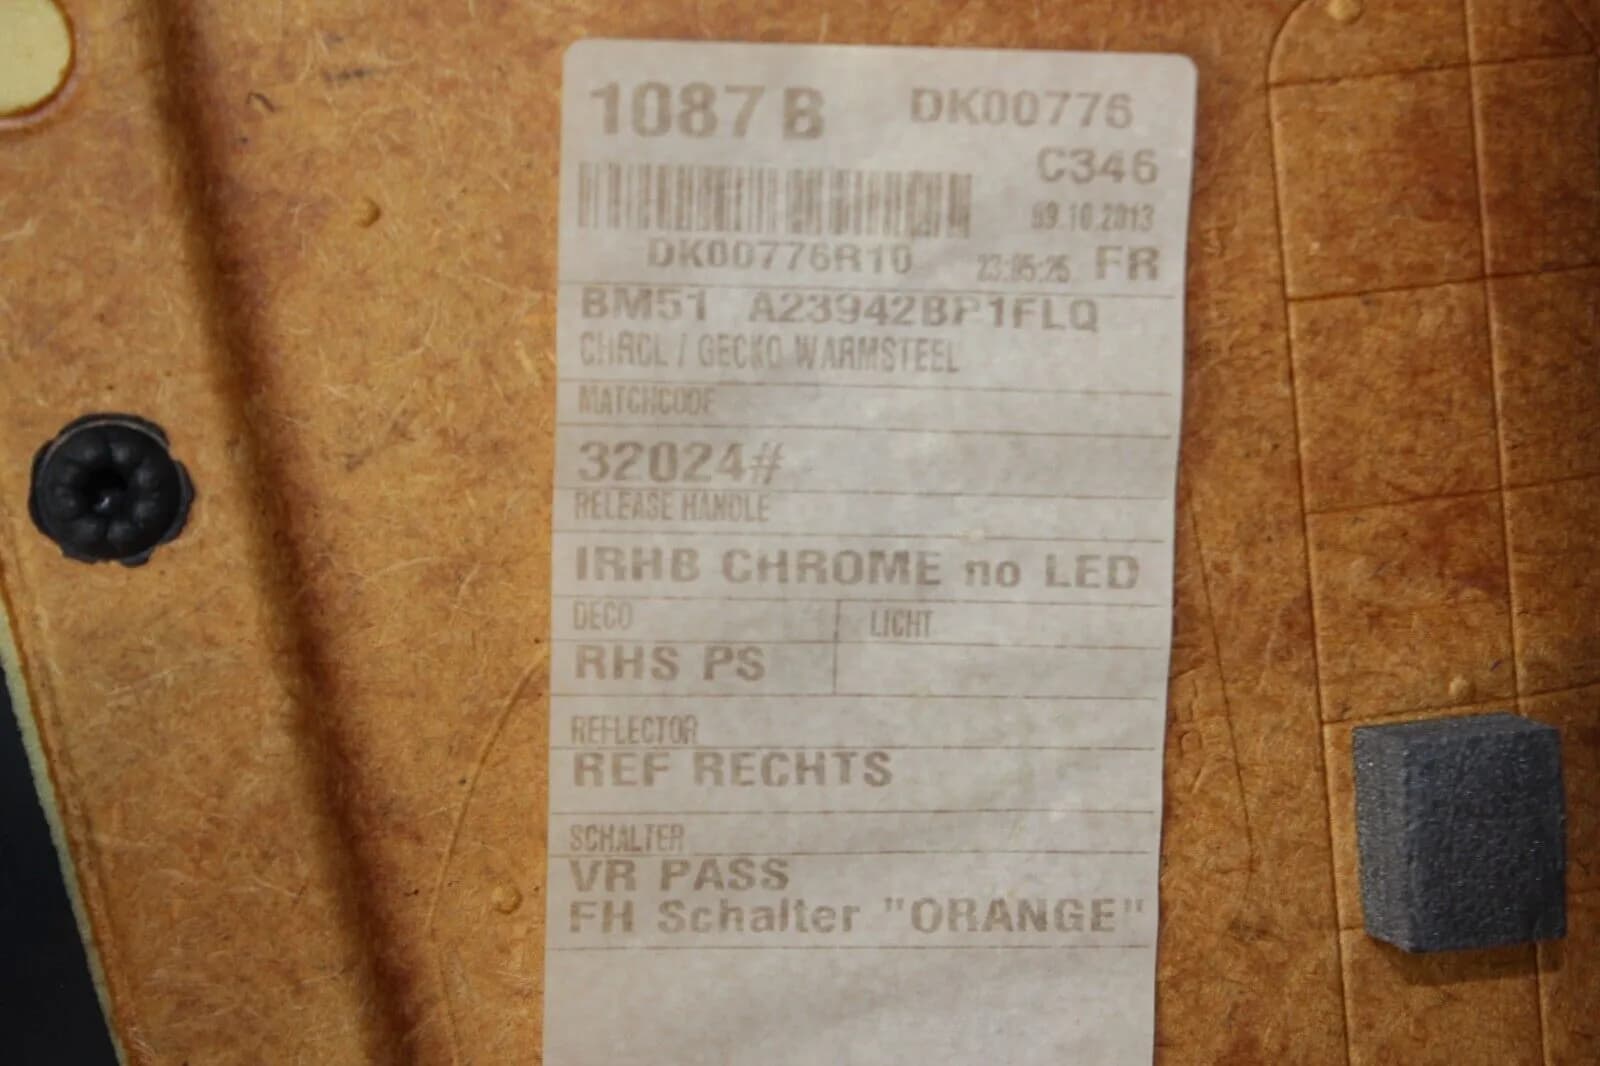 1087 B DK00776
C346
09.10.2013
DK00776R10 23:05:25 FR
BM51 A23942BP1FLQ
CHRCL / GECKO WARMSTEEL
MATCHCODE
32024#
RELEASE HANDLE
IRHB CHROME no LED
DECO LICHT
RHS PS
REFLECTOR
REF RECHTS
SCHALTER
VR PASS
FH Schalter "ORANGE"